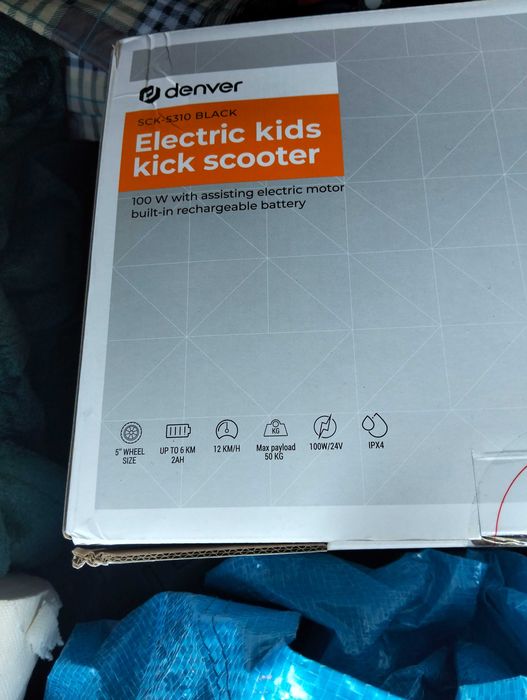 denver
SCK-5310 BLACK
Electric kids
kick scooter
100 W with assisting electric motor
built-in rechargeable battery
KG
5" WHEEL
SIZE
UP TO 6 KM
2AH
12 KM/H
Max payload
50 KG
100W/24V
IPX4